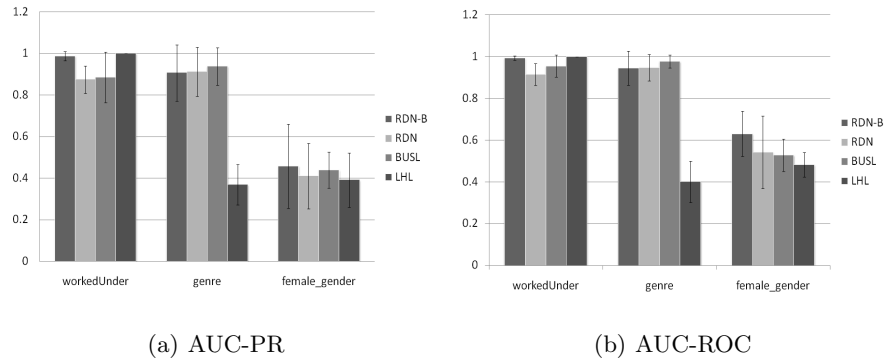 1.2
1
0.8
0.6
0.4
0.2
0
workedUnder genre female_gender
RDN-B
RDN
BUSL
LHL
(a) AUC-PR
1.2
1
0.8
0.6
0.4
0.2
0
workedUnder genre female_gender
RDN-B
RDN
BUSL
LHL
(b) AUC-ROC